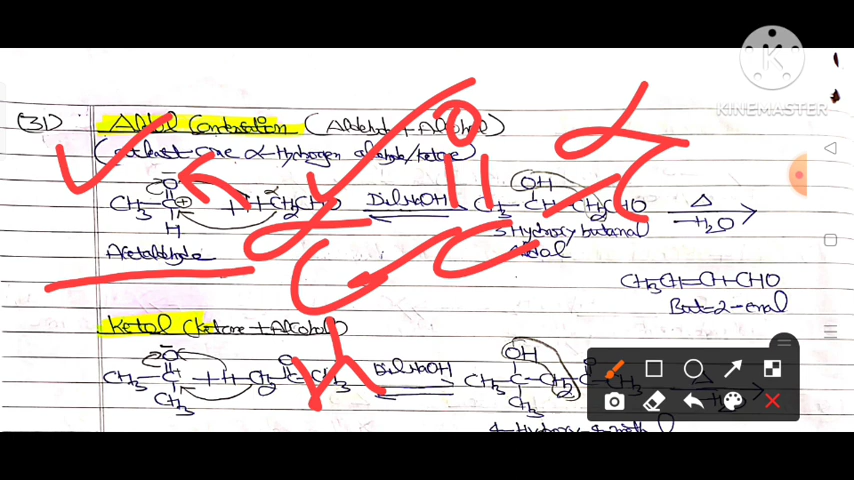 KINEMASTER
31) Aldol Condensation (Aldehyde + Alcohol)
(atleast one α-Hydrogen aldehyde/ketone)
CH3 — C + H CH2 CHO Dil NaOH CH3 — CH — CH2 CHO Δ -H2O
O
H
OH
3 Hydroxy butanal
Acetaldehyde
Aldol
CH3CH=CH-CHO
But-2-enal
Ketol (ketone + Alcohol)
CH3 — C + H CH2 C CH3 Dil NaOH CH3 — C — CH2
O
CH3
OH
CH3